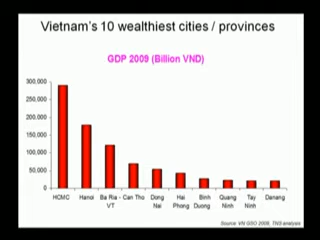 Vietnam's 10 wealthiest cities / provinces
GDP 2009 (Billion VND)
300,000
250,000
200,000
150,000
100,000
50,000
0
HCMC Hanoi Ba Ria - VT Can Tho Dong Nai Hai Phong Binh Duong Quang Ninh Tay Ninh Danang
Source: VN GSO 2009, TNS analysis